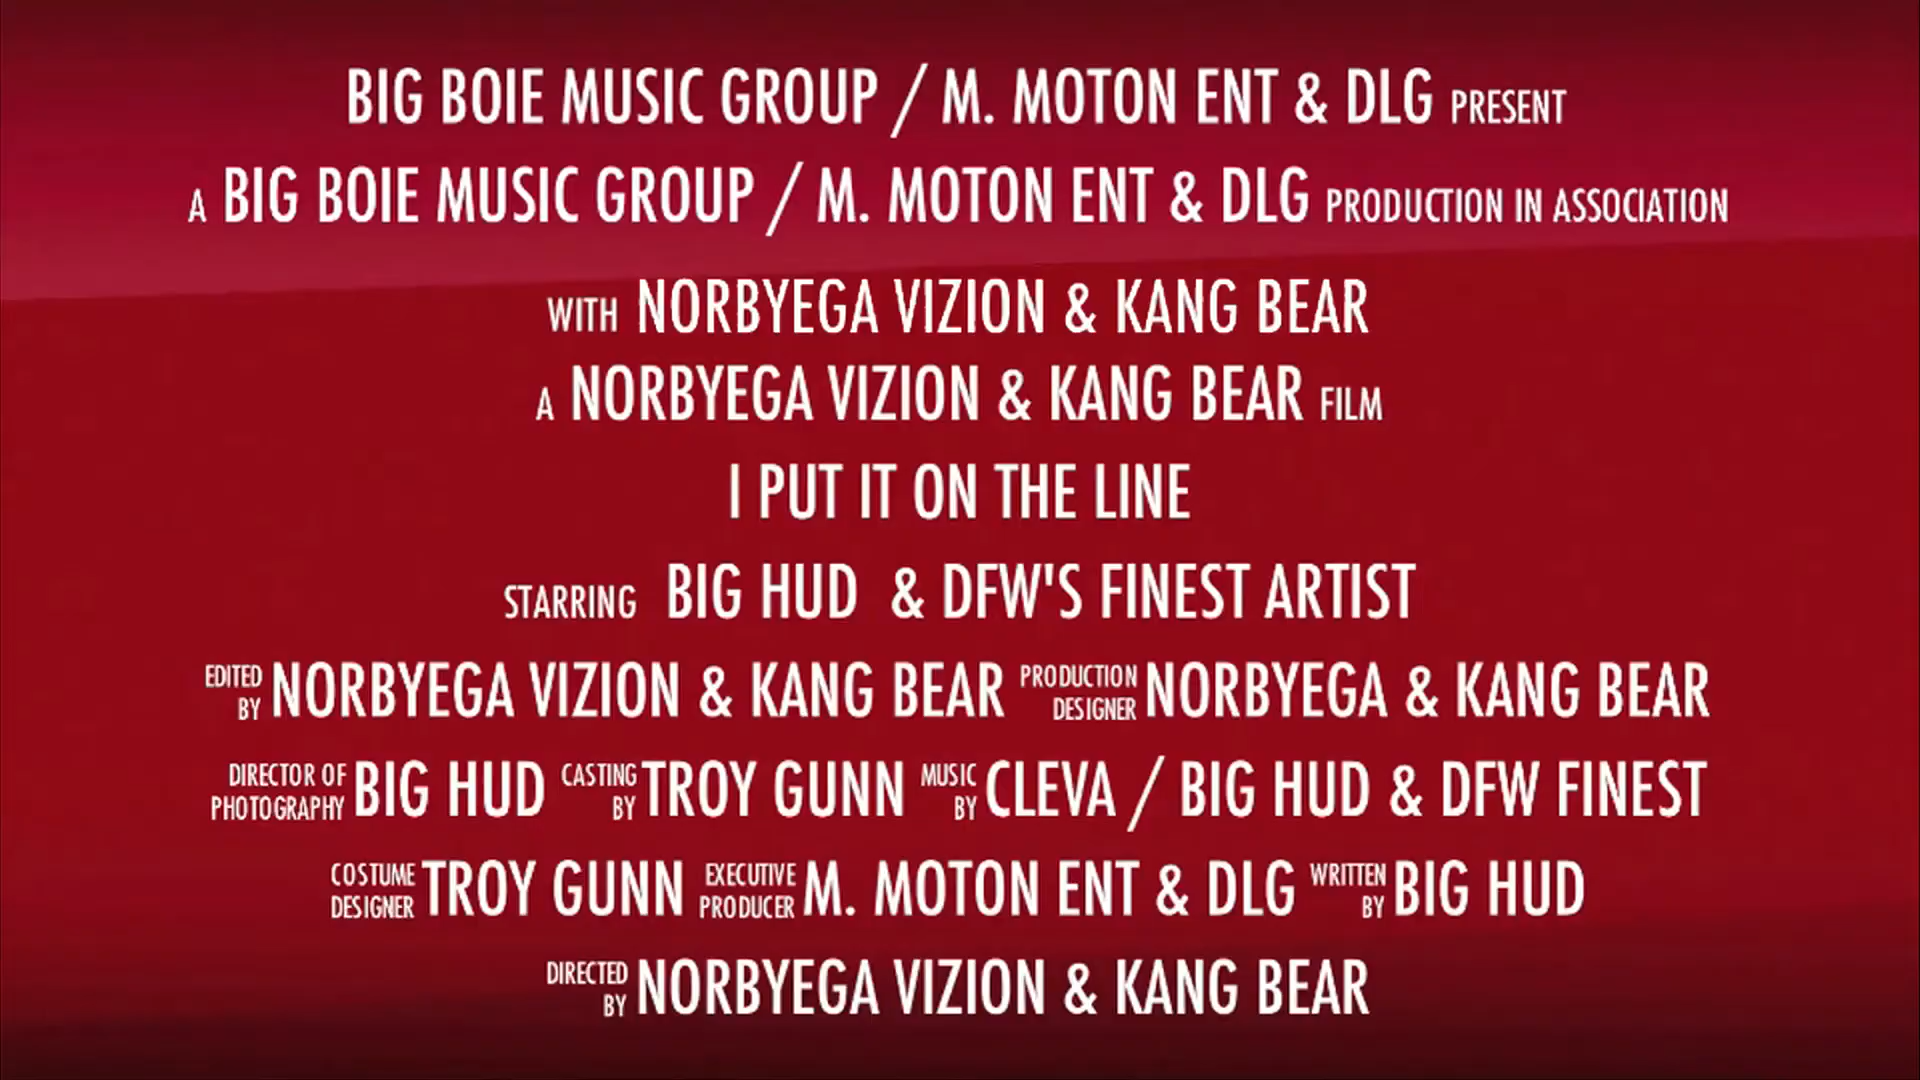 BIG BOIE MUSIC GROUP / M. MOTON ENT & DLG PRESENT
A BIG BOIE MUSIC GROUP / M. MOTON ENT & DLG PRODUCTION IN ASSOCIATION
WITH NORBYEGA VIZION & KANG BEAR
A NORBYEGA VIZION & KANG BEAR FILM
I PUT IT ON THE LINE
STARRING BIG HUD & DFW'S FINEST ARTIST
EDITED BY NORBYEGA VIZION & KANG BEAR PRODUCTION DESIGNER NORBYEGA & KANG BEAR
DIRECTOR OF PHOTOGRAPHY BIG HUD CASTING BY TROY GUNN MUSIC BY CLEVA / BIG HUD & DFW FINEST
COSTUME DESIGNER TROY GUNN EXECUTIVE PRODUCER M. MOTON ENT & DLG WRITTEN BY BIG HUD
DIRECTED BY NORBYEGA VIZION & KANG BEAR